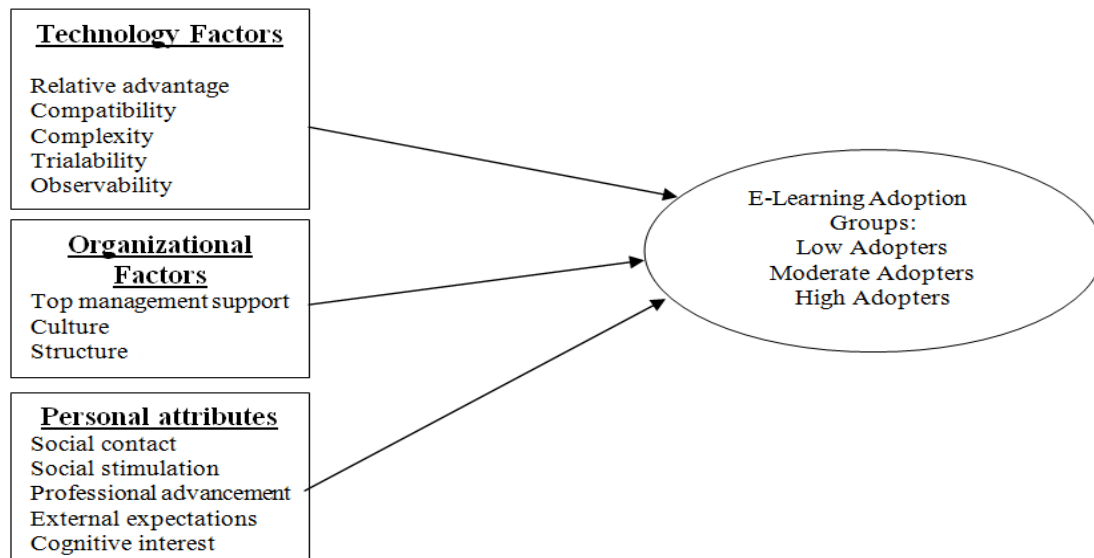 Technology Factors
Relative advantage
Compatibility
Complexity
Trialability
Observability
Organizational
Factors
Top management support
Culture
Structure
Personal attributes
Social contact
Social stimulation
Professional advancement
External expectations
Cognitive interest
E-Learning Adoption
Groups:
Low Adopters
Moderate Adopters
High Adopters